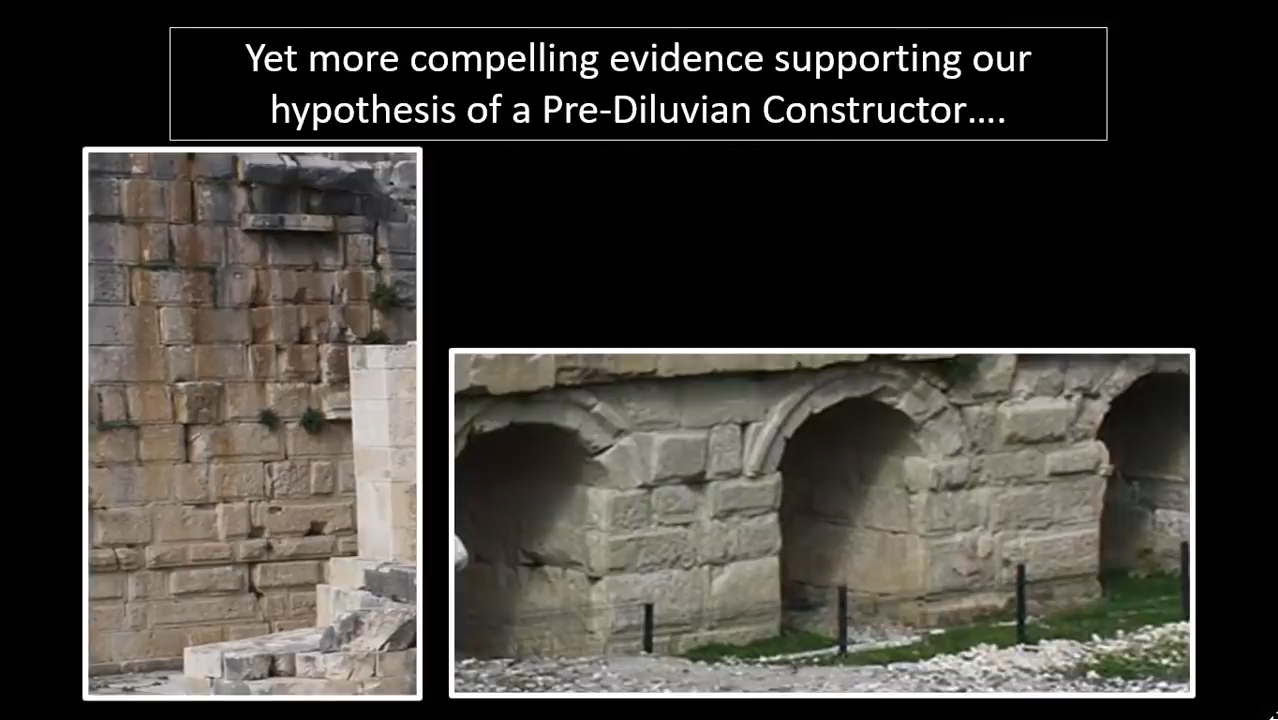 Yet more compelling evidence supporting our
hypothesis of a Pre-Diluvian Constructor....